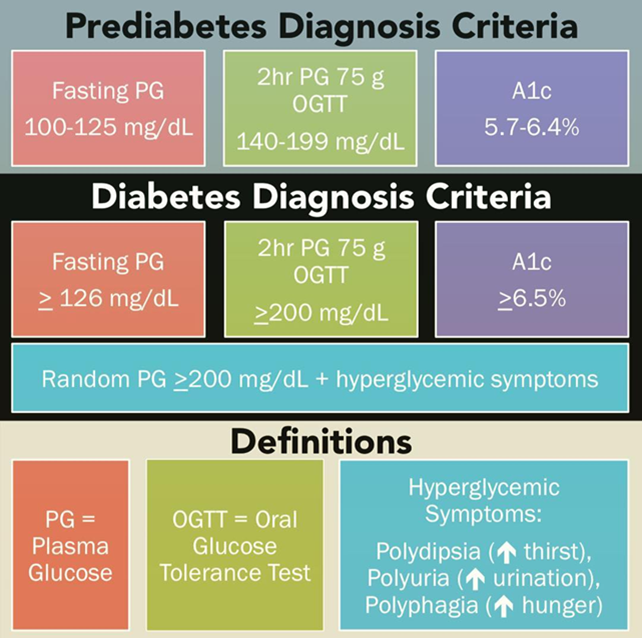 Prediabetes Diagnosis Criteria
Fasting PG
100-125 mg/dL
2hr PG 75 g
OGTT
140-199 mg/dL
A1c
5.7-6.4%
Diabetes Diagnosis Criteria
Fasting PG
≥ 126 mg/dL
2hr PG 75 g
OGTT
≥200 mg/dL
A1c
≥6.5%
Random PG ≥200 mg/dL + hyperglycemic symptoms
Definitions
PG =
Plasma
Glucose
OGTT = Oral
Glucose
Tolerance Test
Hyperglycemic
Symptoms:
Polydipsia (↑ thirst),
Polyuria (↑ urination),
Polyphagia (↑ hunger)